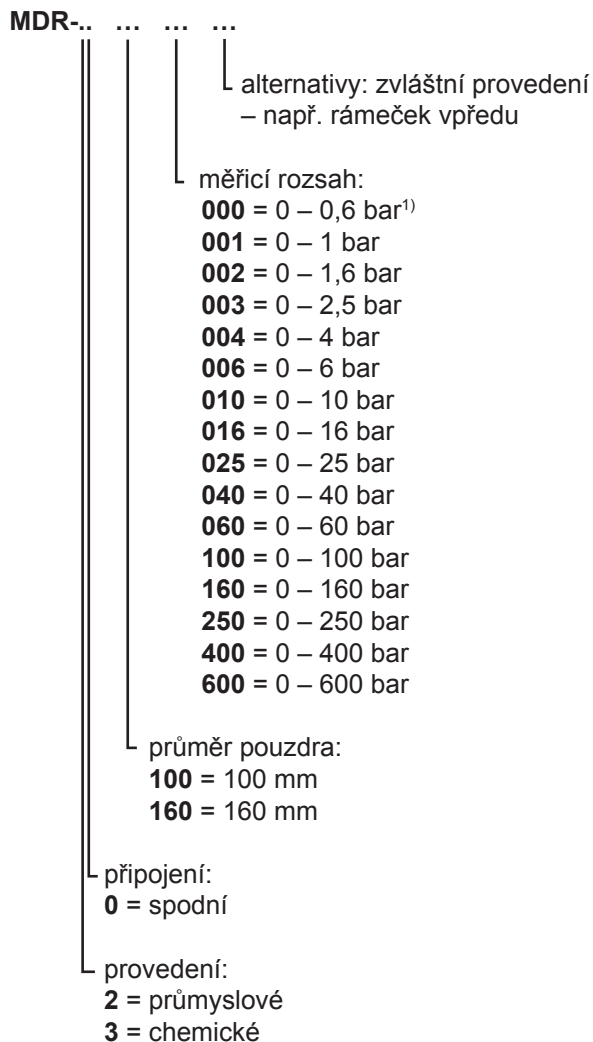 MDR-.. ... ... ...
alternativy: zvláštní provedení
– např. rámeček vpředu
měřicí rozsah:
000 = 0 – 0,6 bar1)
001 = 0 – 1 bar
002 = 0 – 1,6 bar
003 = 0 – 2,5 bar
004 = 0 – 4 bar
006 = 0 – 6 bar
010 = 0 – 10 bar
016 = 0 – 16 bar
025 = 0 – 25 bar
040 = 0 – 40 bar
060 = 0 – 60 bar
100 = 0 – 100 bar
160 = 0 – 160 bar
250 = 0 – 250 bar
400 = 0 – 400 bar
600 = 0 – 600 bar
průměr pouzdra:
100 = 100 mm
160 = 160 mm
připojení:
0 = spodní
provedení:
2 = průmyslové
3 = chemické